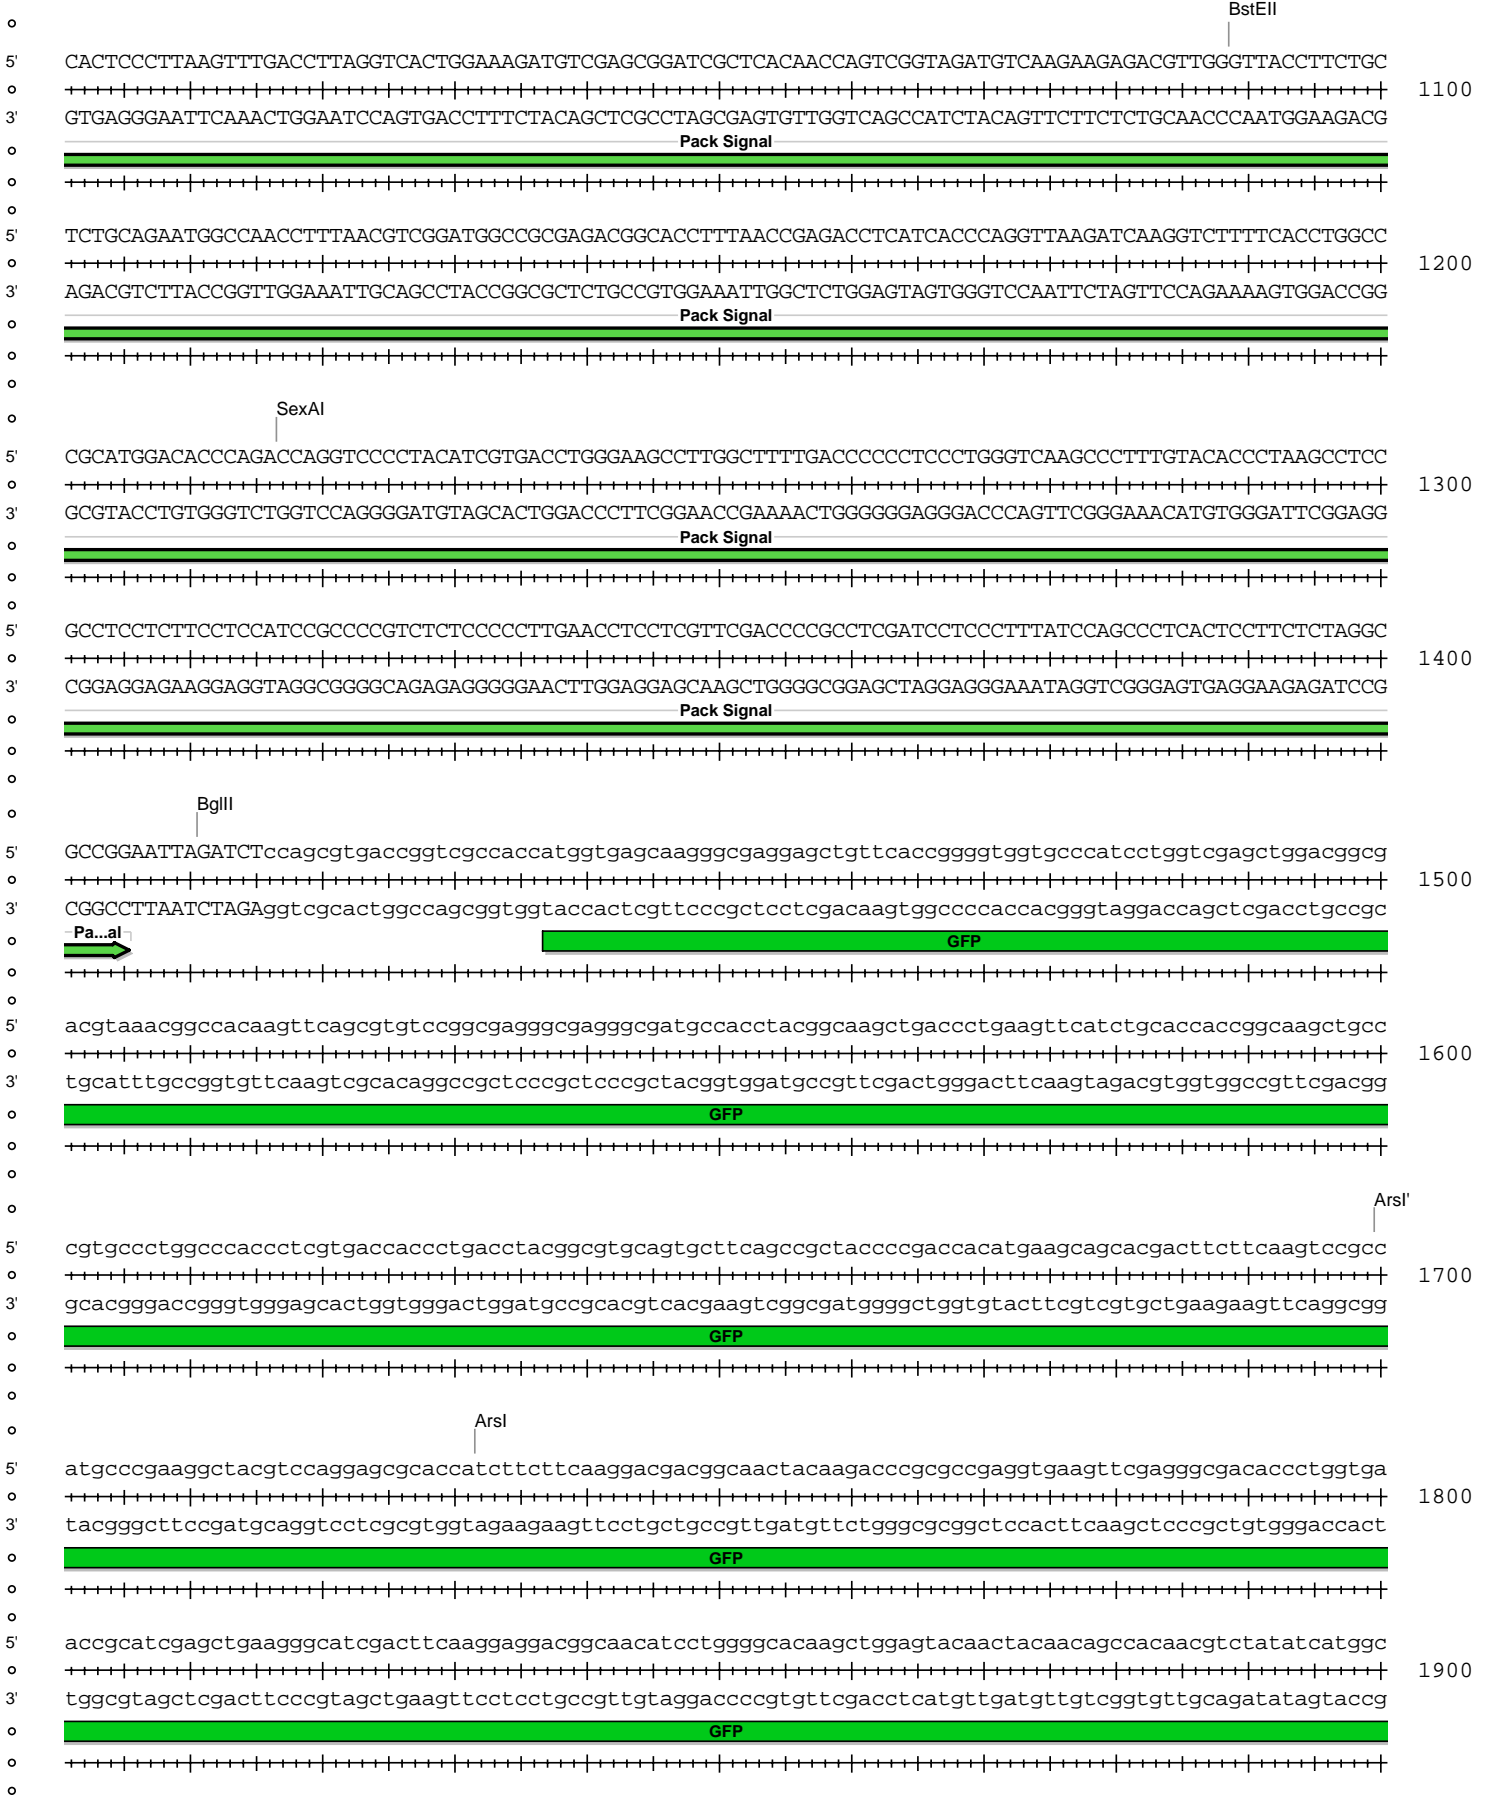 BstEII
5' CACTCCCTTAAGTTTGACCTTAGGTCACTGGAAAGATGTCGAGCGGATCGCTCACAACCAGTCGGTAGATGTCAAGAAGAGACGTTGGGTTACCTTCTGC
1100
3' GTGAGGGAATTCAAACTGGAATCCAGTGACCTTTCTACAGCTCGCCTAGCGAGTGTTGGTCAGCCATCTACAGTTCTTCTCTGCAACCCAATGGAAGACG
Pack Signal
5' TCTGCAGAATGGCCAACCTTTAACGTCGGATGGCCGCGAGACGGCACCTTTAACCGAGACCTCATCACCCAGGTTAAGATCAAGGTCTTTTCACCTGGCC
1200
3' AGACGTCTTACCGGTTGGAAATTGCAGCCTACCGGCGCTCTGCCGTGGAAATTGGCTCTGGAGTAGTGGGTCCAATTCTAGTTCCAGAAAAGTGGACCGG
Pack Signal
SexAI
5' CGCATGGACACCCAGACCAGGTCCCCTACATCGTGACCTGGGAAGCCTTGGCTTTTGACCCCCCTCCCTGGGTCAAGCCCTTTGTACACCCTAAGCCTCC
1300
3' GCGTACCTGTGGGTCTGGTCCAGGGGATGTAGCACTGGACCCTTCGGAACCGAAAACTGGGGGGAGGGACCCAGTTCGGGAAACATGTGGGATTCGGAGG
Pack Signal
5' GCCTCCTCTTCCTCCATCCGCCCCGTCTCTCCCCCTTGAACCTCCTCGTTCGACCCCGCCTCGATCCTCCCTTTATCCAGCCCTCACTCCTTCTCTAGGC
1400
3' CGGAGGAGAAGGAGGTAGGCGGGGCAGAGAGGGGGAACTTGGAGGAGCAAGCTGGGGCGGAGCTAGGAGGGAAATAGGTCGGGAGTGAGGAAGAGATCCG
Pack Signal
BglII
5' GCCGGAATTAGATCTccagcgtgaccggtcgccaccatggtgagcaagggcgaggagctgttcaccggggtggtgcccatcctggtcgagctggacggcg
1500
3' CGGCCTTAATCTAGAggtcgcactggccagcggtggtaccactcgttcccgctcctcgacaagtggccccaccacgggtaggaccagctcgacctgccgc
Pa...al
GFP
5' acgtaaacggccacaagttcagcgtgtccggcgagggcgagggcgatgccacctacggcaagctgaccctgaagttcatctgcaccaccggcaagctgcc
1600
3' tgcatttgccggtgttcaagtcgcacaggccgctcccgctcccgctacggtggatgccgttcgactgggacttcaagtagacgtggtggccgttcgacgg
GFP
ArsI'
5' cgtgccctggcccaccctcgtgaccaccctgacctacggcgtgcagtgcttcagccgctaccccgaccacatgaagcagcacgacttcttcaagtccgcc
1700
3' gcacgggaccgggtgggagcactggtgggactggatgccgcacgtcacgaagtcggcgatggggctggtgtacttcgtcgtgctgaagaagttcaggcgg
GFP
ArsI
5' atgcccgaaggctacgtccaggagcgcaccatcttcttcaaggacgacggcaactacaagacccgcgccgaggtgaagttcgagggcgacaccctggtga
1800
3' tacgggcttccgatgcaggtcctcgcgtggtagaagaagttcctgctgccgttgatgttctgggcgcggctccacttcaagctcccgctgtgggaccact
GFP
5' accgcatcgagctgaagggcatcgacttcaaggaggacggcaacatcctggggcacaagctggagtacaactacaacagccacaacgtctatatcatggc
1900
3' tggcgtagctcgacttcccgtagctgaagttcctcctgccgttgtaggaccccgtgttcgacctcatgttgatgttgtcggtgttgcagatatagtaccg
GFP